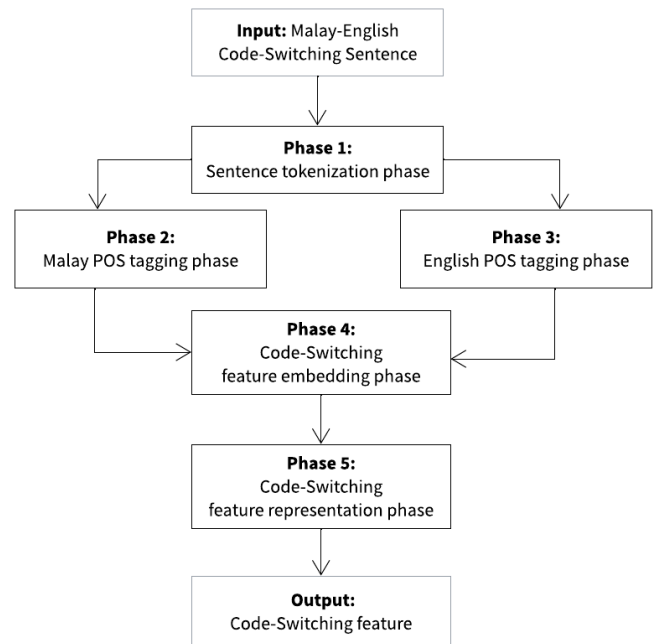 Input: Malay-English
Code-Switching Sentence
Phase 1:
Sentence tokenization phase
Phase 2:
Malay POS tagging phase
Phase 3:
English POS tagging phase
Phase 4:
Code-Switching
feature embedding phase
Phase 5:
Code-Switching
feature representation phase
Output:
Code-Switching feature